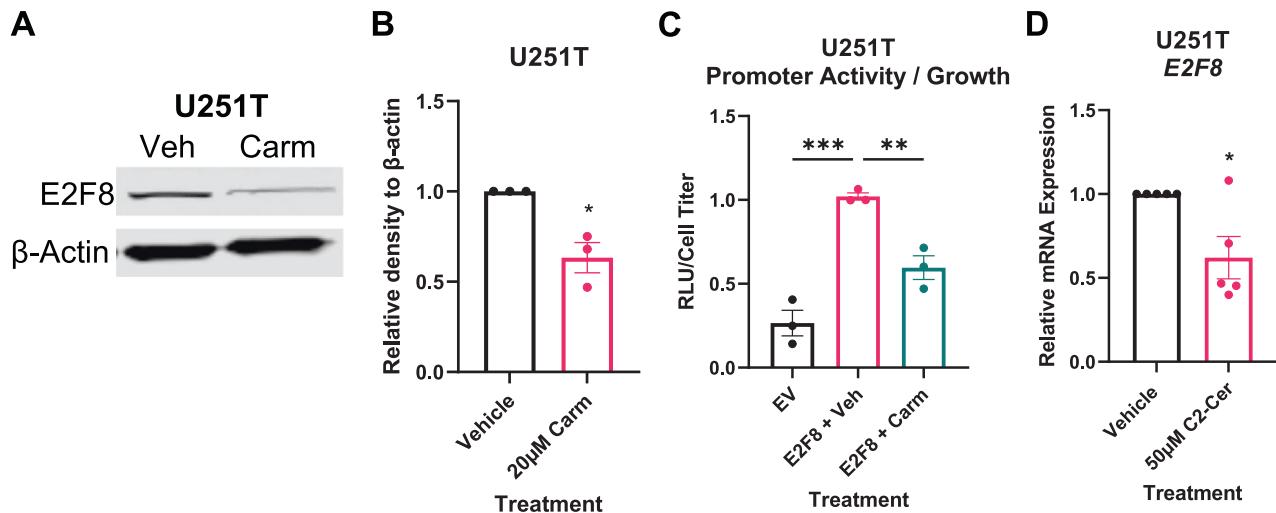 A
U251T
Veh Carm
E2F8
β-Actin
B
U251T
Relative density to β-actin
1.5
1.0
0.5
0.0
*
Vehicle
20μM Carm
Treatment
C
U251T
Promoter Activity / Growth
RLU/Cell Titer
1.5
1.0
0.5
0.0
*** **
EV
E2F8 + Veh
E2F8 + Carm
Treatment
D
U251T
E2F8
Relative mRNA Expression
1.5
1.0
0.5
0.0
*
Vehicle
50μM C2-Cer
Treatment